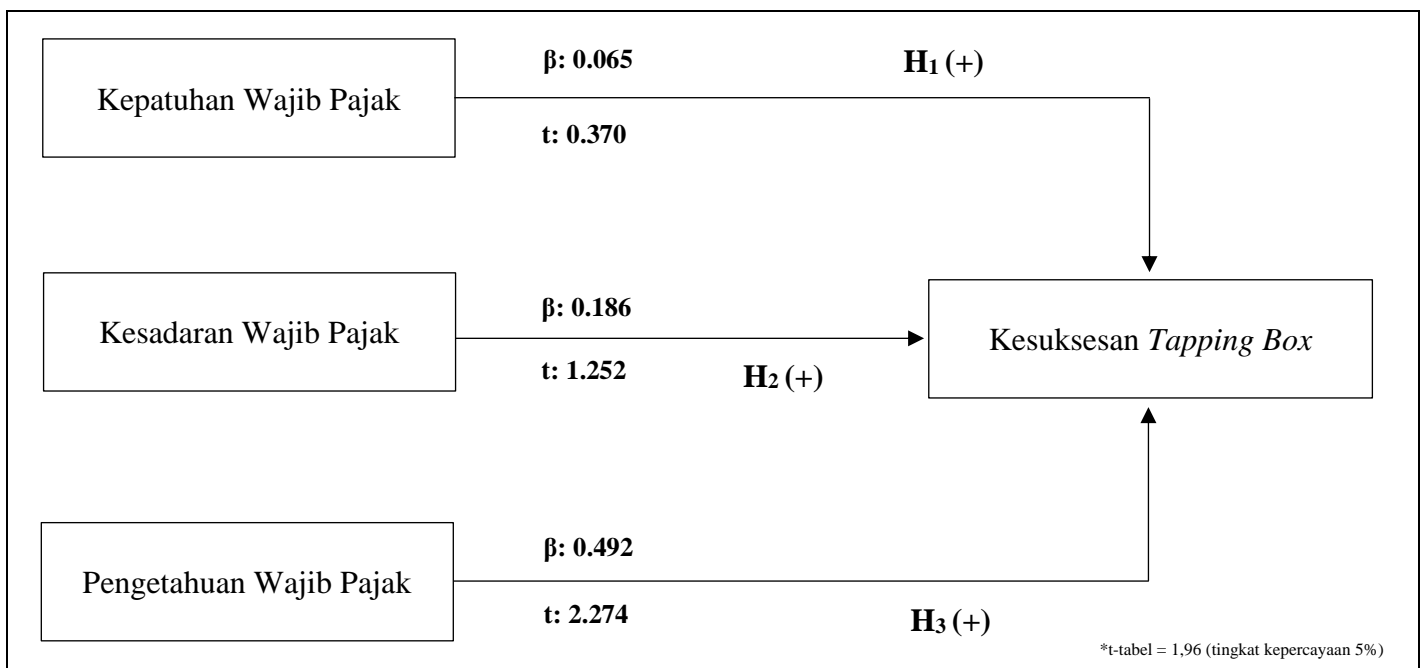 β: 0.065
H₁ (+)
Kepatuhan Wajib Pajak
t: 0.370
β: 0.186
Kesadaran Wajib Pajak
Kesuksesan Tapping Box
t: 1.252
H₂ (+)
β: 0.492
Pengetahuan Wajib Pajak
t: 2.274
H₃ (+)
*t-tabel = 1,96 (tingkat kepercayaan 5%)